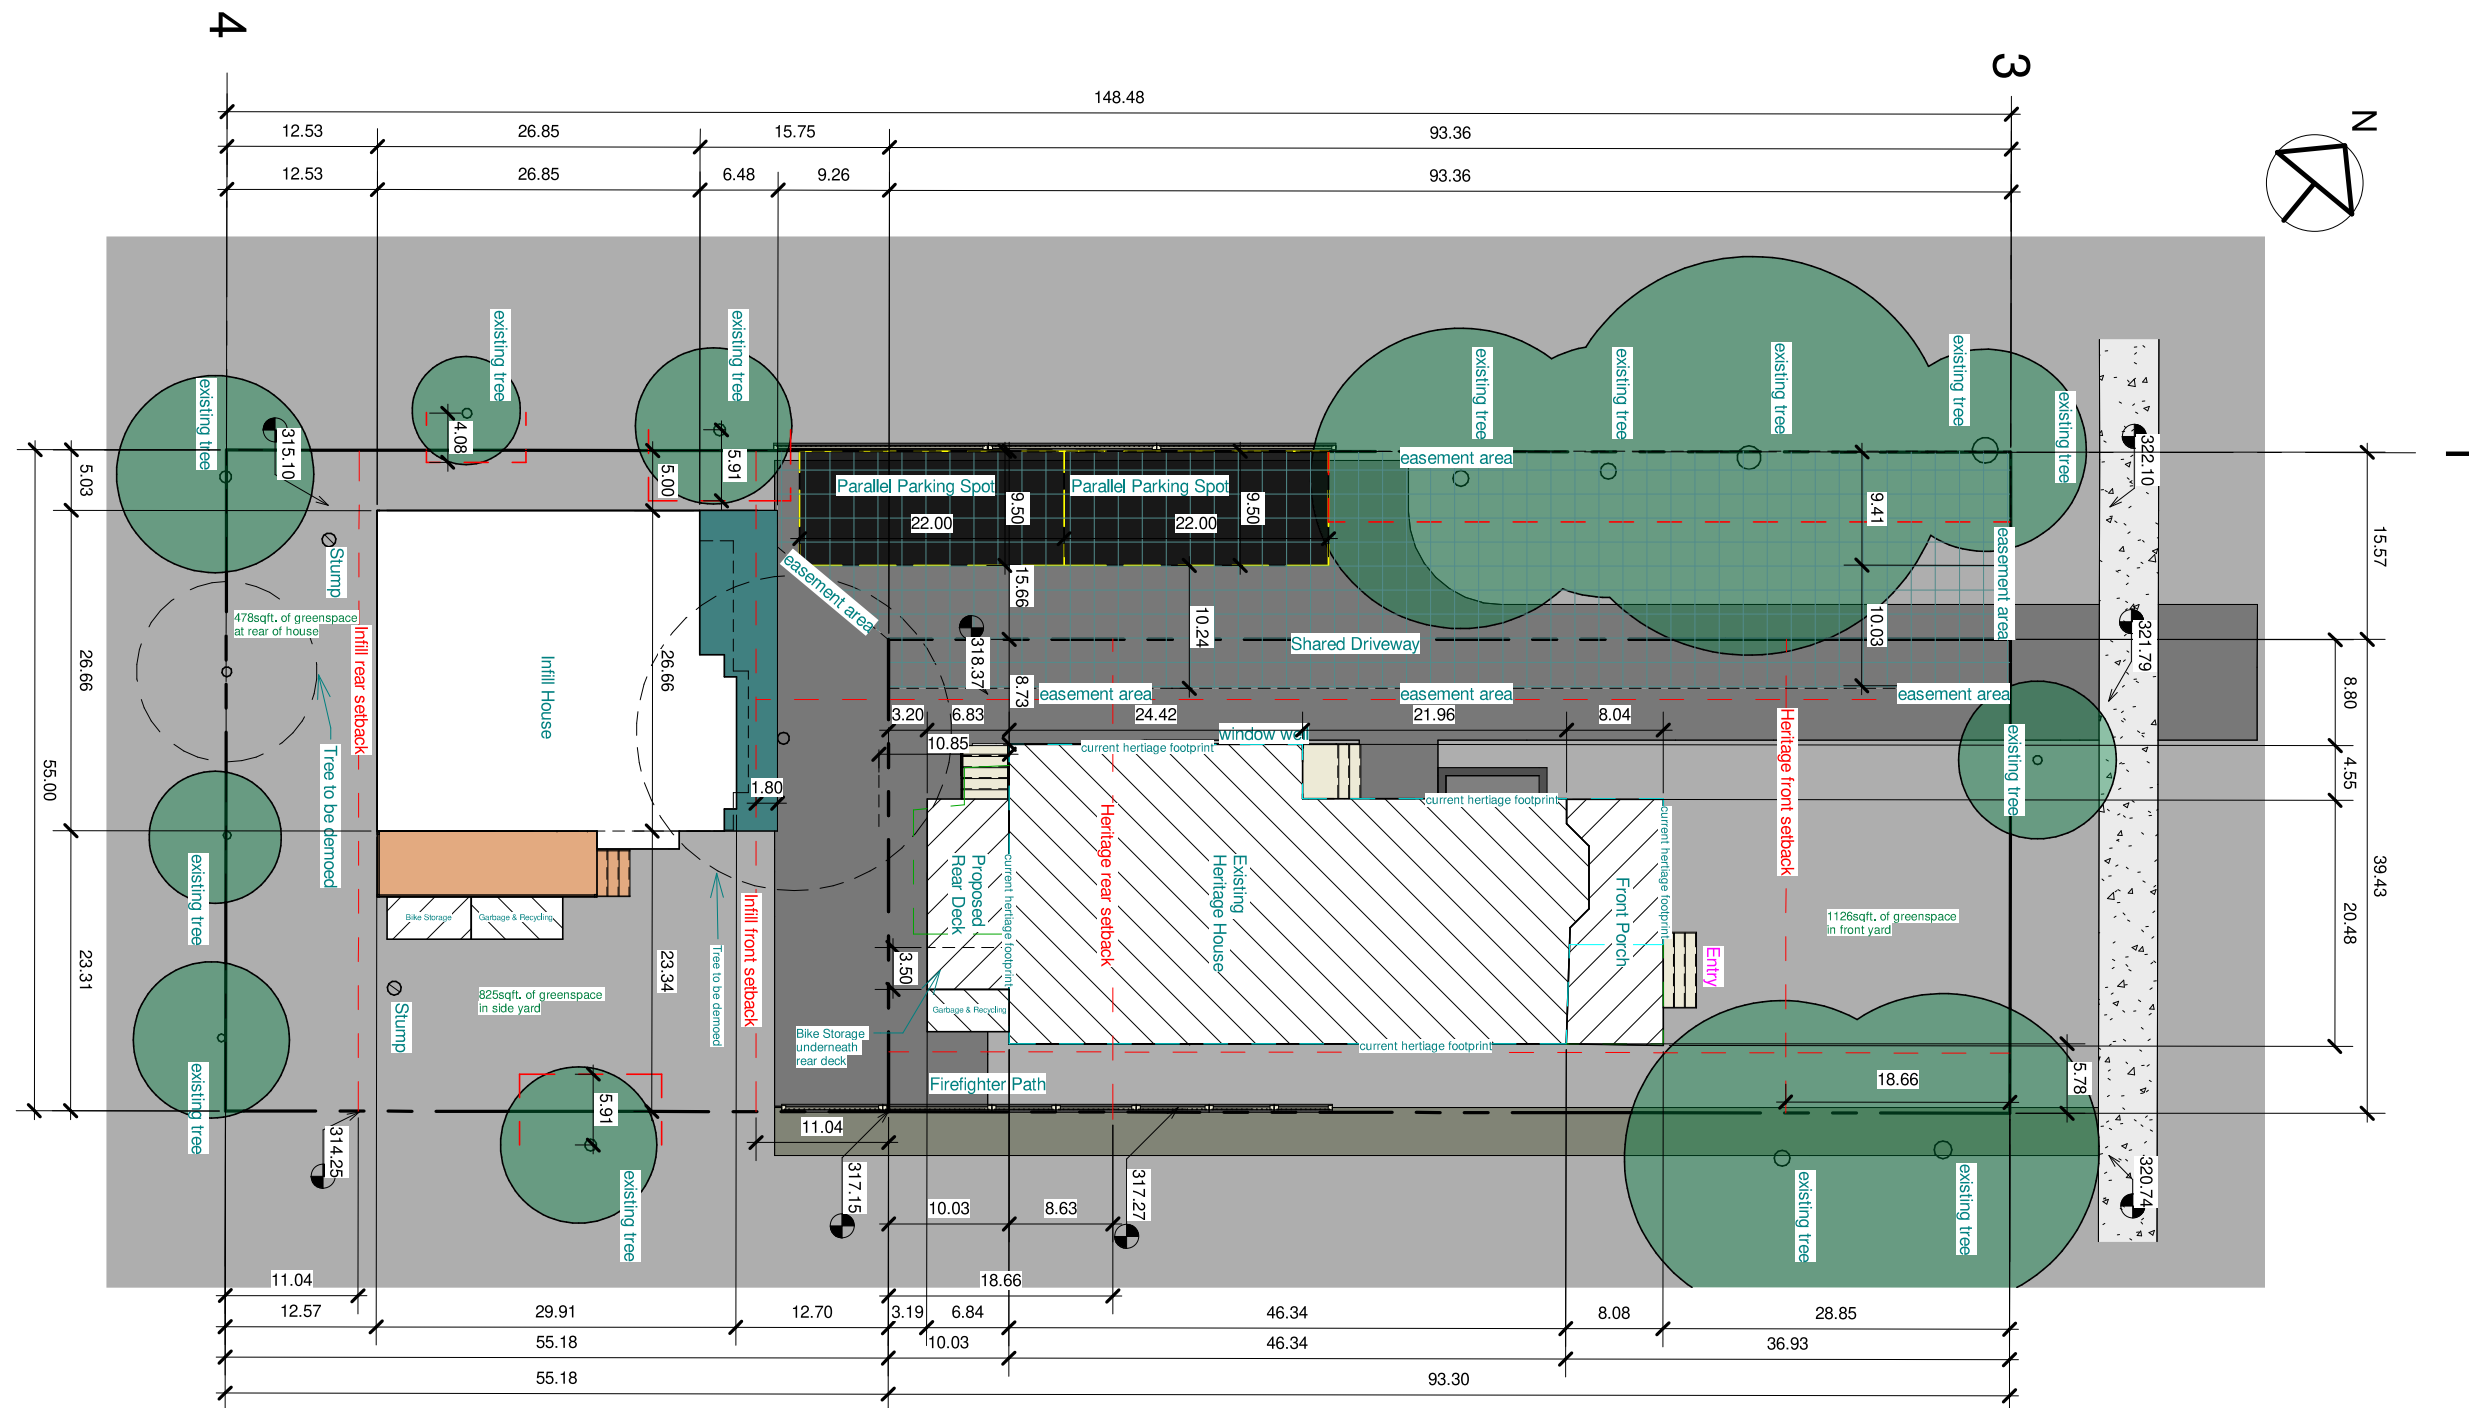 4
3
N
148.48
12.53
26.85
15.75
93.36
12.53
26.85
6.48
9.26
93.36
existing tree
existing tree
existing tree
existing tree
existing tree
existing tree
existing tree
existing tree
315.10
4.08
5.00
5.91
322.10
easement area
Parallel Parking Spot
Parallel Parking Spot
22.00
22.00
9.50
9.50
9.41
5.03
15.57
Stump
easement area
easement area
15.66
10.24
10.03
478sqft. of greenspace
at rear of house
Infill rear setback
Infill House
26.66
26.66
318.37
Shared Driveway
321.79
easement area
easement area
easement area
8.73
8.80
3.20
6.83
24.42
21.96
8.04
window well
10.85
current hertiage footprint
Heritage front setback
existing tree
55.00
Tree to be demoed
1.80
current hertiage footprint
4.55
Heritage rear setback
current hertiage footprint
current hertiage footprint
Proposed
Rear Deck
Existing
Heritage House
Front Porch
39.43
existing tree
Bike Storage
Garbage & Recycling
1126sqft. of greenspace
in front yard
20.48
Entry
Infill front setback
Tree to be demoed
23.31
23.34
3.50
825sqft. of greenspace
in side yard
Stump
Garbage & Recycling
Bike Storage
underneath
rear deck
current hertiage footprint
Firefighter Path
18.66
5.78
existing tree
5.91
314.25
11.04
317.15
317.27
320.74
existing tree
existing tree
existing tree
10.03
8.63
11.04
18.66
12.57
29.91
12.70
3.19
6.84
46.34
8.08
28.85
55.18
10.03
46.34
36.93
55.18
93.30
1